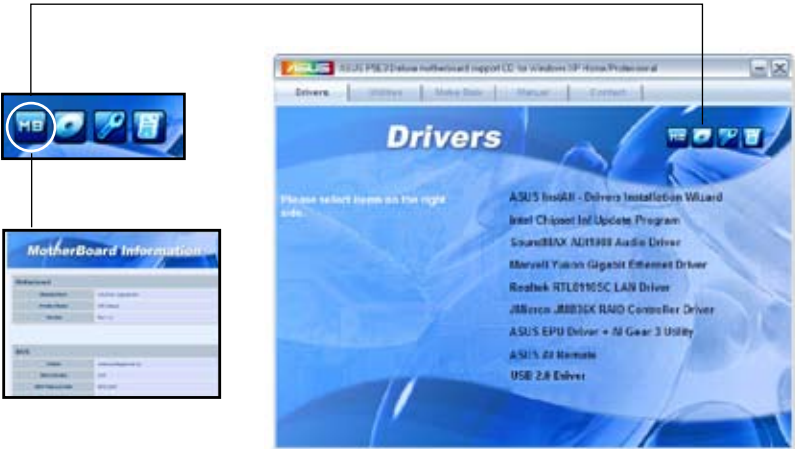 ASUS P5E3 Deluxe motherboard support CD for Windows XP Home/Professional
Drivers
Utilities
Make Disk
Manual
Contact
MB
Drivers
Please select items on the right
side.
ASUS InstAll - Drivers Installation Wizard
Intel Chipset Inf Update Program
SoundMAX ADI1988 Audio Driver
Marvell Yukon Gigabit Ethernet Driver
Realtek RTL8110SC LAN Driver
JMicron JMB36X RAID Controller Driver
ASUS EPU Driver + AI Gear 3 Utility
ASUS AI Remote
USB 2.0 Driver
MotherBoard Information
Motherboard
BIOS